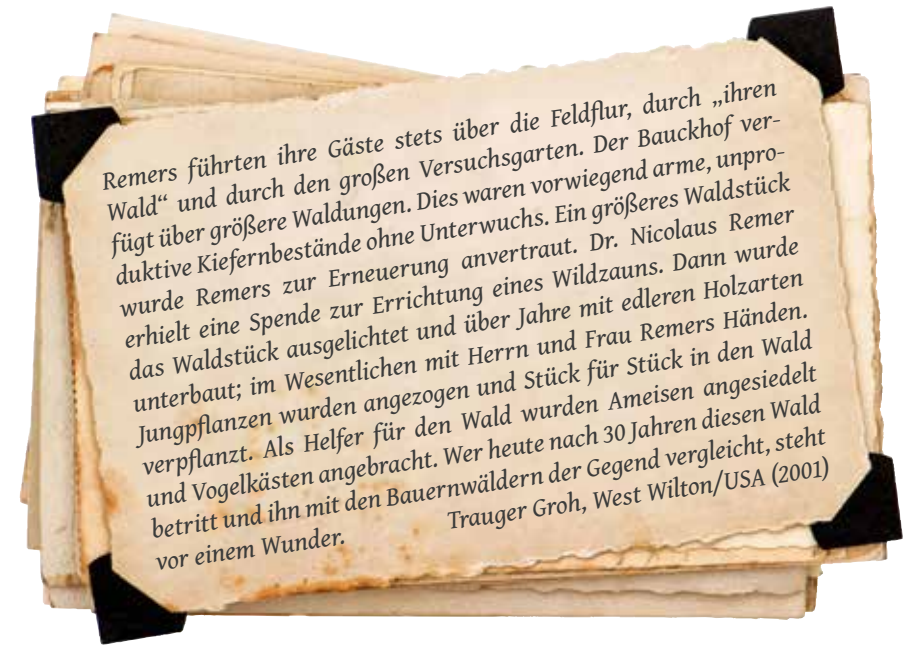 Remers führten ihre Gäste stets über die Feldflur, durch „ihren
Wald“ und durch den großen Versuchsgarten. Der Bauckhof ver-
fügt über größere Waldungen. Dies waren vorwiegend arme, unpro-
duktive Kiefernbestände ohne Unterwuchs. Ein größeres Waldstück
wurde Remers zur Erneuerung anvertraut. Dr. Nicolaus Remer
erhielt eine Spende zur Errichtung eines Wildzauns. Dann wurde
das Waldstück ausgelichtet und über Jahre mit edleren Holzarten
unterbaut; im Wesentlichen mit Herrn und Frau Remers Händen.
Jungpflanzen wurden angezogen und Stück für Stück in den Wald
verpflanzt. Als Helfer für den Wald wurden Ameisen angesiedelt
und Vogelkästen angebracht. Wer heute nach 30 Jahren diesen Wald
betritt und ihn mit den Bauernwäldern der Gegend vergleicht, steht
vor einem Wunder. Trauger Groh, West Wilton/USA (2001)